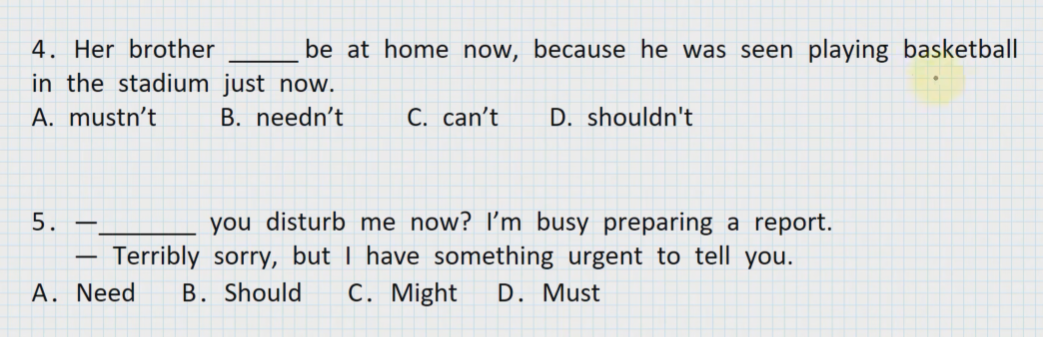 4. Her brother _____ be at home now, because he was seen playing basketball
in the stadium just now.
A. mustn’t B. needn’t C. can’t D. shouldn't
5. —_______ you disturb me now? I’m busy preparing a report.
— Terribly sorry, but I have something urgent to tell you.
A. Need B. Should C. Might D. Must